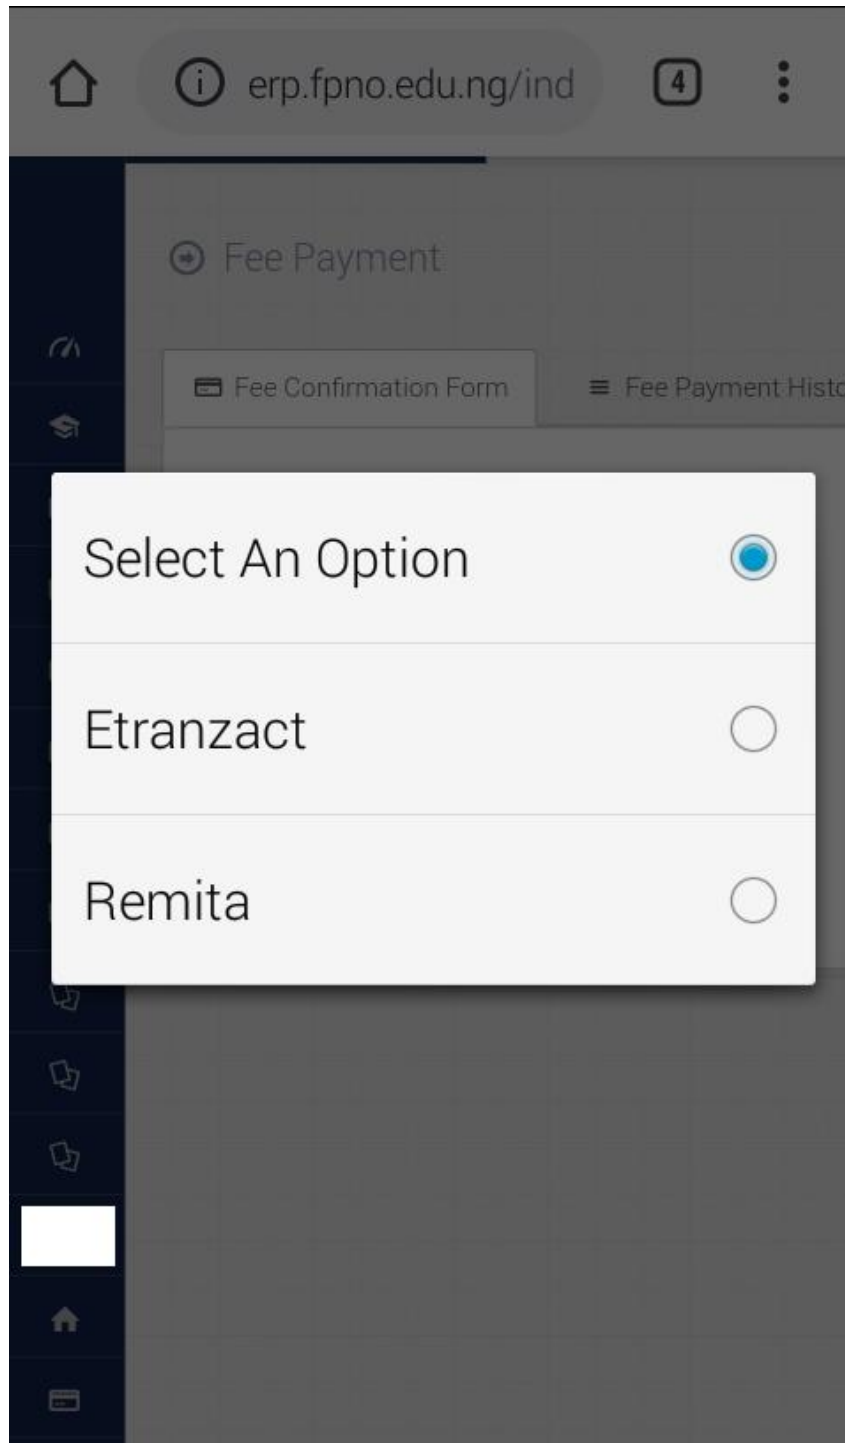 erp.fpno.edu.ng/ind
4
Fee Payment
Fee Confirmation Form
Fee Payment Histo
Select An Option
Etranzact
Remita